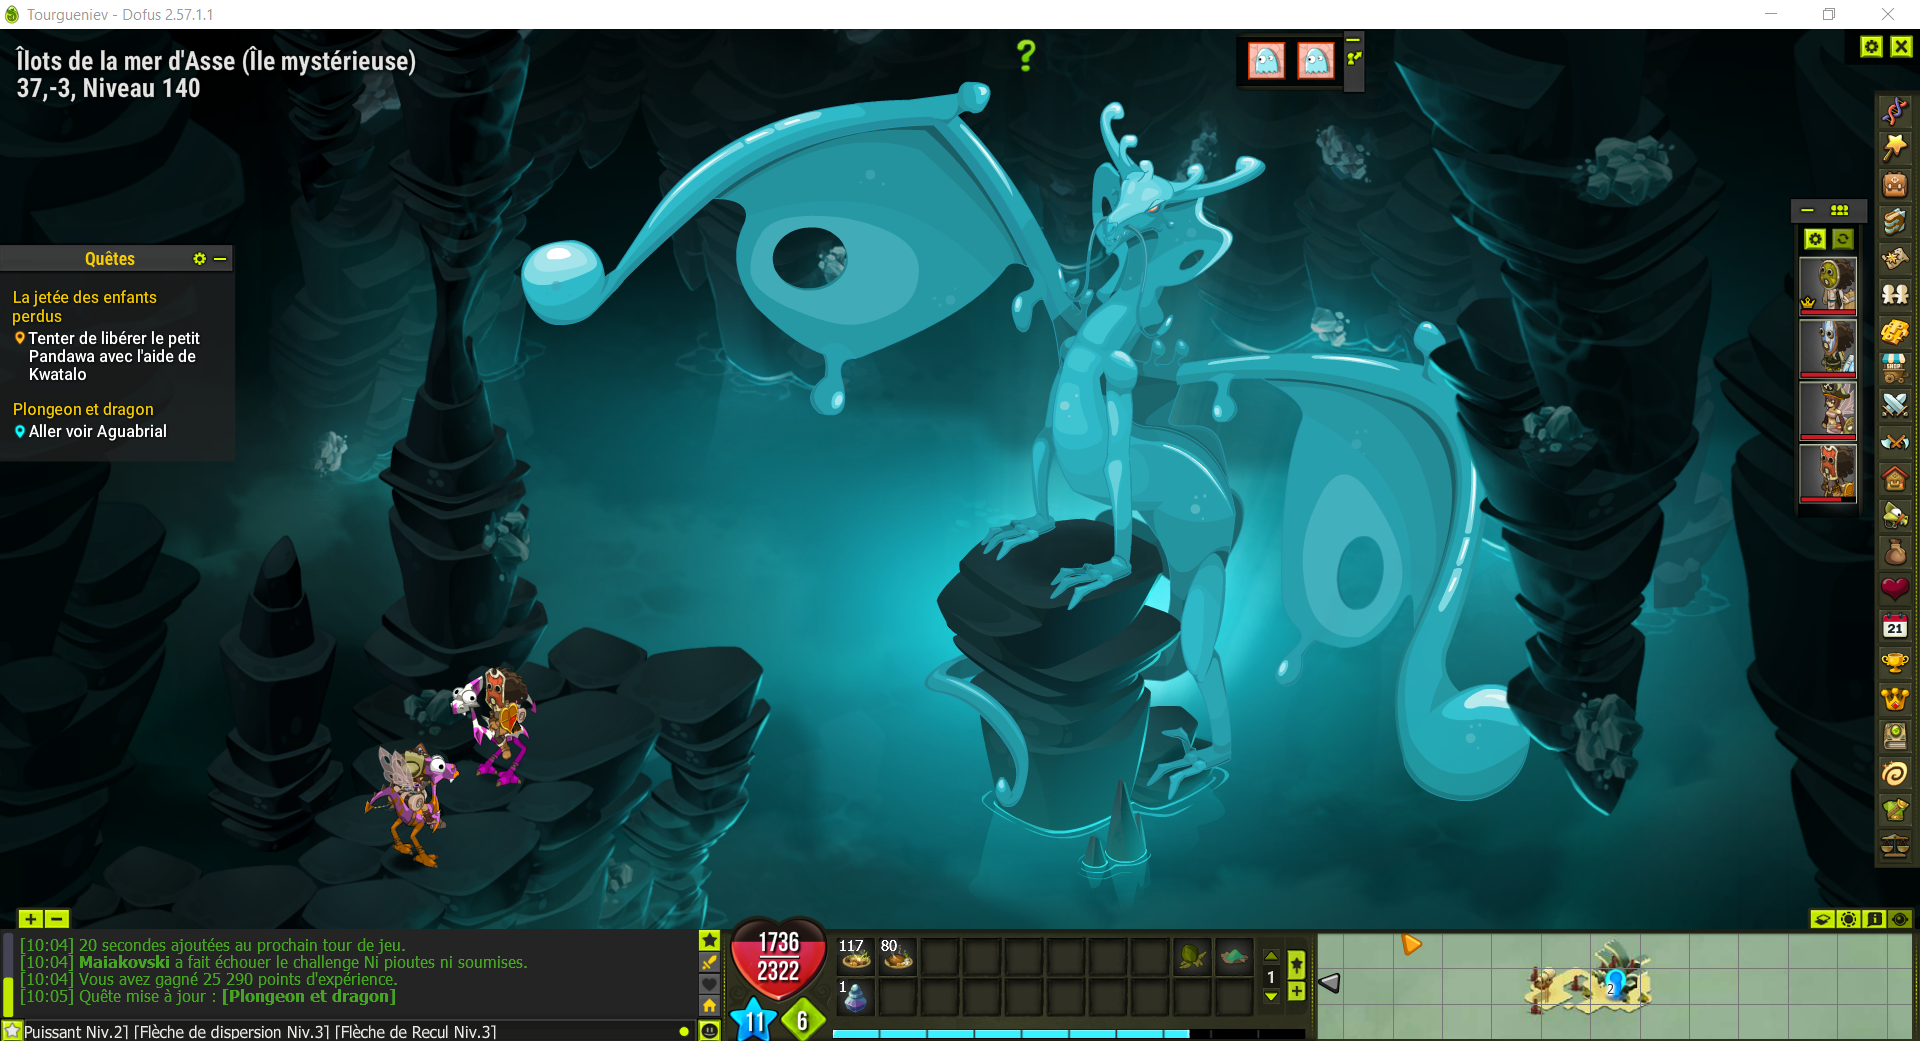 Tourgueniev - Dofus 2.57.1.1
Îlots de la mer d'Asse (Île mystérieuse)
37,-3, Niveau 140
Quêtes
La jetée des enfants
perdus
Tenter de libérer le petit
Pandawa avec l'aide de
Kwatalo
Plongeon et dragon
Aller voir Aguabrial
SHOP
21
[10:04] 20 secondes ajoutées au prochain tour de jeu.
[10:04] Maiakovski a fait échouer le challenge Ni pioutes ni soumises.
[10:04] Vous avez gagné 25 290 points d'expérience.
[10:05] Quête mise à jour : [Plongeon et dragon]
Puissant Niv.2] [Flèche de dispersion Niv.3] [Flèche de Recul Niv.3]
1736
2322
11
6
117
80
1
1
2